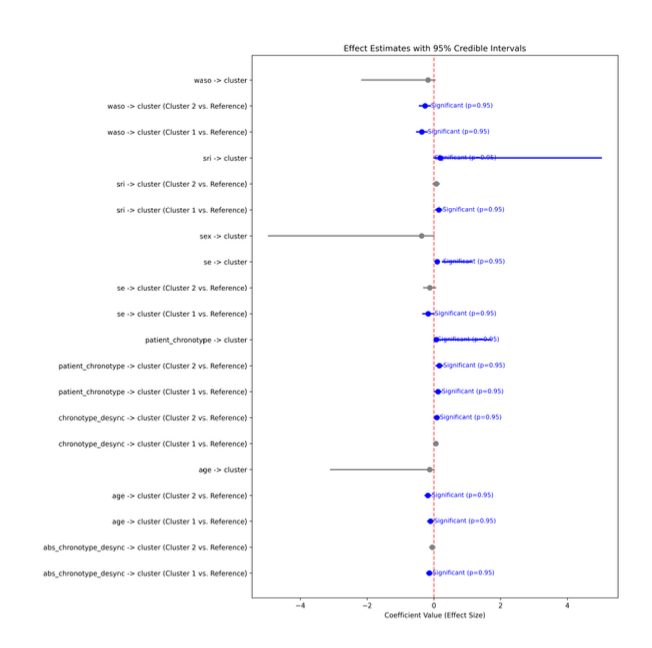 Effect Estimates with 95% Credible Intervals
waso -> cluster
waso -> cluster (Cluster 2 vs. Reference)
Significant (p=0.95)
waso -> cluster (Cluster 1 vs. Reference)
Significant (p=0.95)
sri -> cluster
Significant (p=0.95)
sri -> cluster (Cluster 2 vs. Reference)
sri -> cluster (Cluster 1 vs. Reference)
Significant (p=0.95)
sex -> cluster
se -> cluster
Significant (p=0.95)
se -> cluster (Cluster 2 vs. Reference)
se -> cluster (Cluster 1 vs. Reference)
Significant (p=0.95)
patient_chronotype -> cluster
Significant (p=0.95)
patient_chronotype -> cluster (Cluster 2 vs. Reference)
Significant (p=0.95)
patient_chronotype -> cluster (Cluster 1 vs. Reference)
Significant (p=0.95)
chronotype_desync -> cluster (Cluster 2 vs. Reference)
Significant (p=0.95)
chronotype_desync -> cluster (Cluster 1 vs. Reference)
age -> cluster
age -> cluster (Cluster 2 vs. Reference)
Significant (p=0.95)
age -> cluster (Cluster 1 vs. Reference)
Significant (p=0.95)
abs_chronotype_desync -> cluster (Cluster 2 vs. Reference)
abs_chronotype_desync -> cluster (Cluster 1 vs. Reference)
Significant (p=0.95)
−4 −2 0 2 4
Coefficient Value (Effect Size)